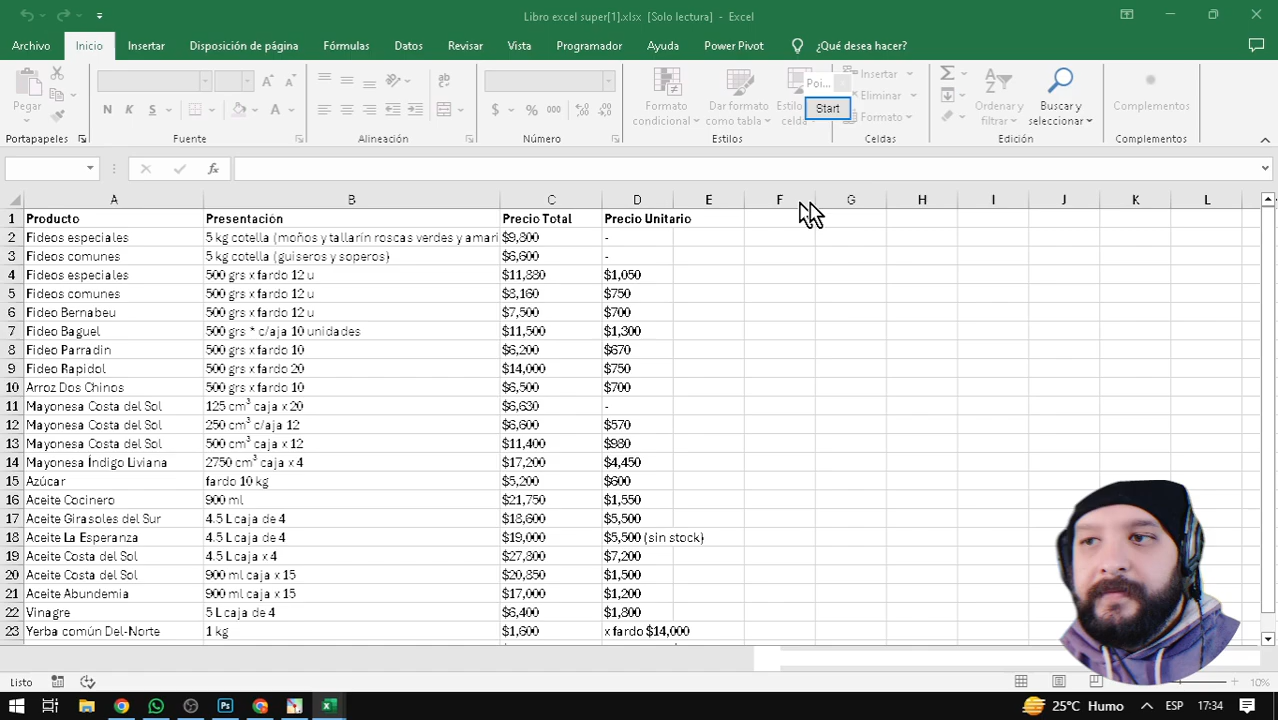 Libro excel super[1].xlsx [Solo lectura] - Excel
Archivo Inicio Insertar Disposición de página Fórmulas Datos Revisar Vista Programador Ayuda Power Pivot ¿Qué desea hacer?
Pegar
N K S
Formato condicional
Dar formato como tabla
Estilo celda
Poi...
Start
Insertar
Eliminar
Formato
Ordenar y filtrar
Buscar y seleccionar
Complementos
Portapapeles Fuente Alineación Número Estilos Celdas Edición Complementos
A B C D E F G H I J K L
1 Producto Presentación Precio Total Precio Unitario
2 Fideos especiales 5 kg cotella (moños y tallarín roscas verdes y amari $9,800 -
3 Fideos comunes 5 kg cotella (guiseros y soperos) $6,600 -
4 Fideos especiales 500 grs x fardo 12 u $11,880 $1,050
5 Fideos comunes 500 grs x fardo 12 u $8,160 $750
6 Fideo Bernabeu 500 grs x fardo 12 u $7,500 $700
7 Fideo Baguel 500 grs * c/aja 10 unidades $11,500 $1,300
8 Fideo Parradin 500 grs x fardo 10 $6,200 $670
9 Fideo Rapidol 500 grs x fardo 20 $14,000 $750
10 Arroz Dos Chinos 500 grs x fardo 10 $6,500 $700
11 Mayonesa Costa del Sol 125 cm³ caja x 20 $6,630 -
12 Mayonesa Costa del Sol 250 cm³ c/aja 12 $6,600 $570
13 Mayonesa Costa del Sol 500 cm³ caja x 12 $11,400 $980
14 Mayonesa Índigo Liviana 2750 cm³ caja x 4 $17,200 $4,450
15 Azúcar fardo 10 kg $5,200 $600
16 Aceite Cocinero 900 ml $21,750 $1,550
17 Aceite Girasoles del Sur 4.5 L caja de 4 $18,600 $5,500
18 Aceite La Esperanza 4.5 L caja de 4 $19,000 $5,500 (sin stock)
19 Aceite Costa del Sol 4.5 L caja x 4 $27,800 $7,200
20 Aceite Costa del Sol 900 ml caja x 15 $20,850 $1,500
21 Aceite Abundemia 900 ml caja x 15 $17,000 $1,200
22 Vinagre 5 L caja de 4 $6,400 $1,800
23 Yerba común Del-Norte 1 kg $1,600 x fardo $14,000
Listo 10%
25°C Humo ESP 17:34